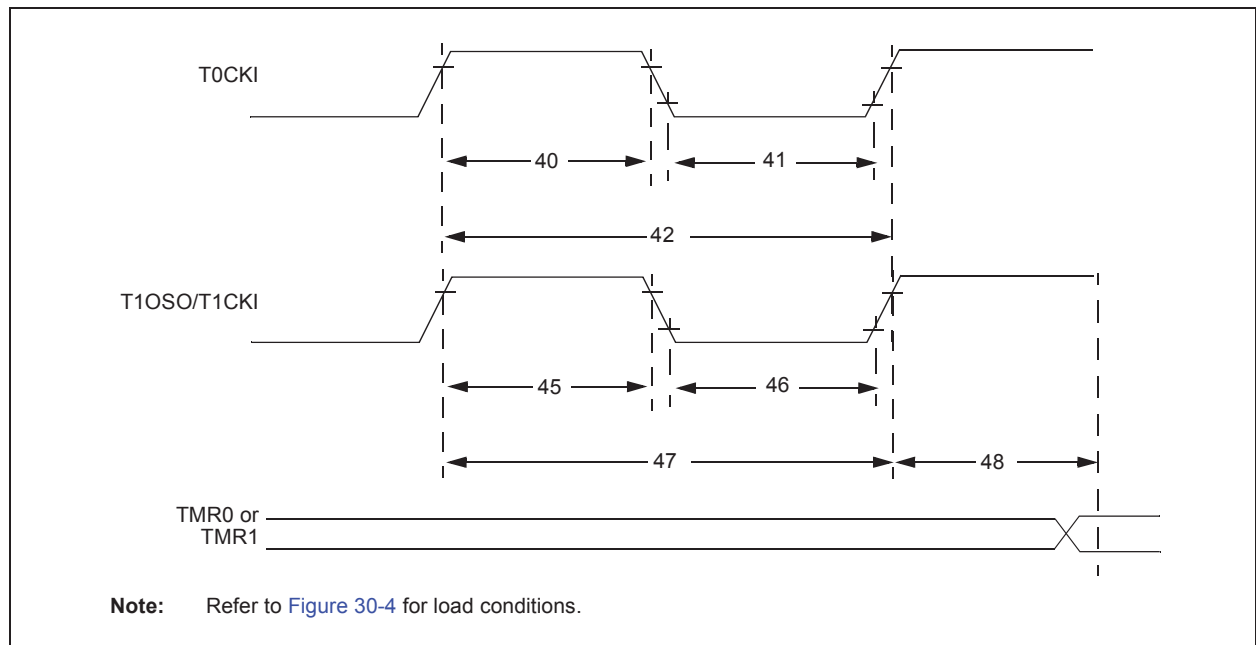 T0CKI
40
41
42
T1OSO/T1CKI
45
46
47
48
TMR0 or
TMR1
Note: Refer to Figure 30-4 for load conditions.